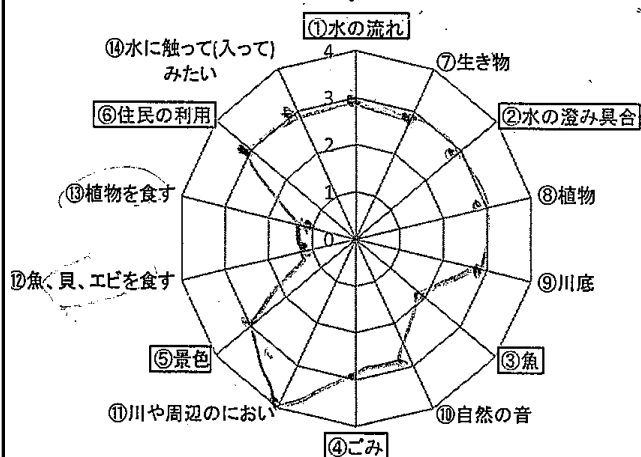 ①水の流れ
⑭水に触って(入って)
みたい
⑦生き物
⑥住民の利用
②水の澄み具合
⑬植物を食す
⑧植物
⑫魚、貝、エビを食す
⑨川底
⑤景色
③魚
⑪川や周辺のにおい
⑩自然の音
④ごみ
4
3
2
1
0